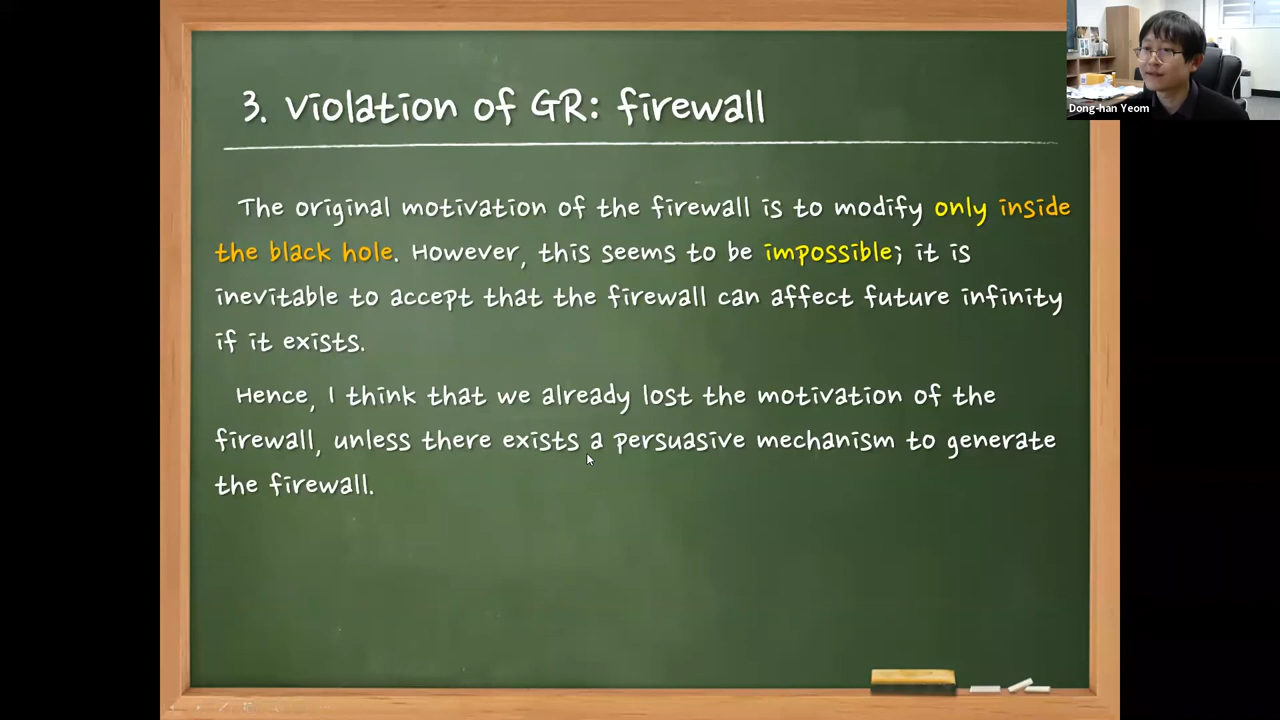 3. Violation of GR: firewall
Dong-han Yeom
The original motivation of the firewall is to modify only inside
the black hole. However, this seems to be impossible; it is
inevitable to accept that the firewall can affect future infinity
if it exists.
Hence, I think that we already lost the motivation of the
firewall, unless there exists a persuasive mechanism to generate
the firewall.